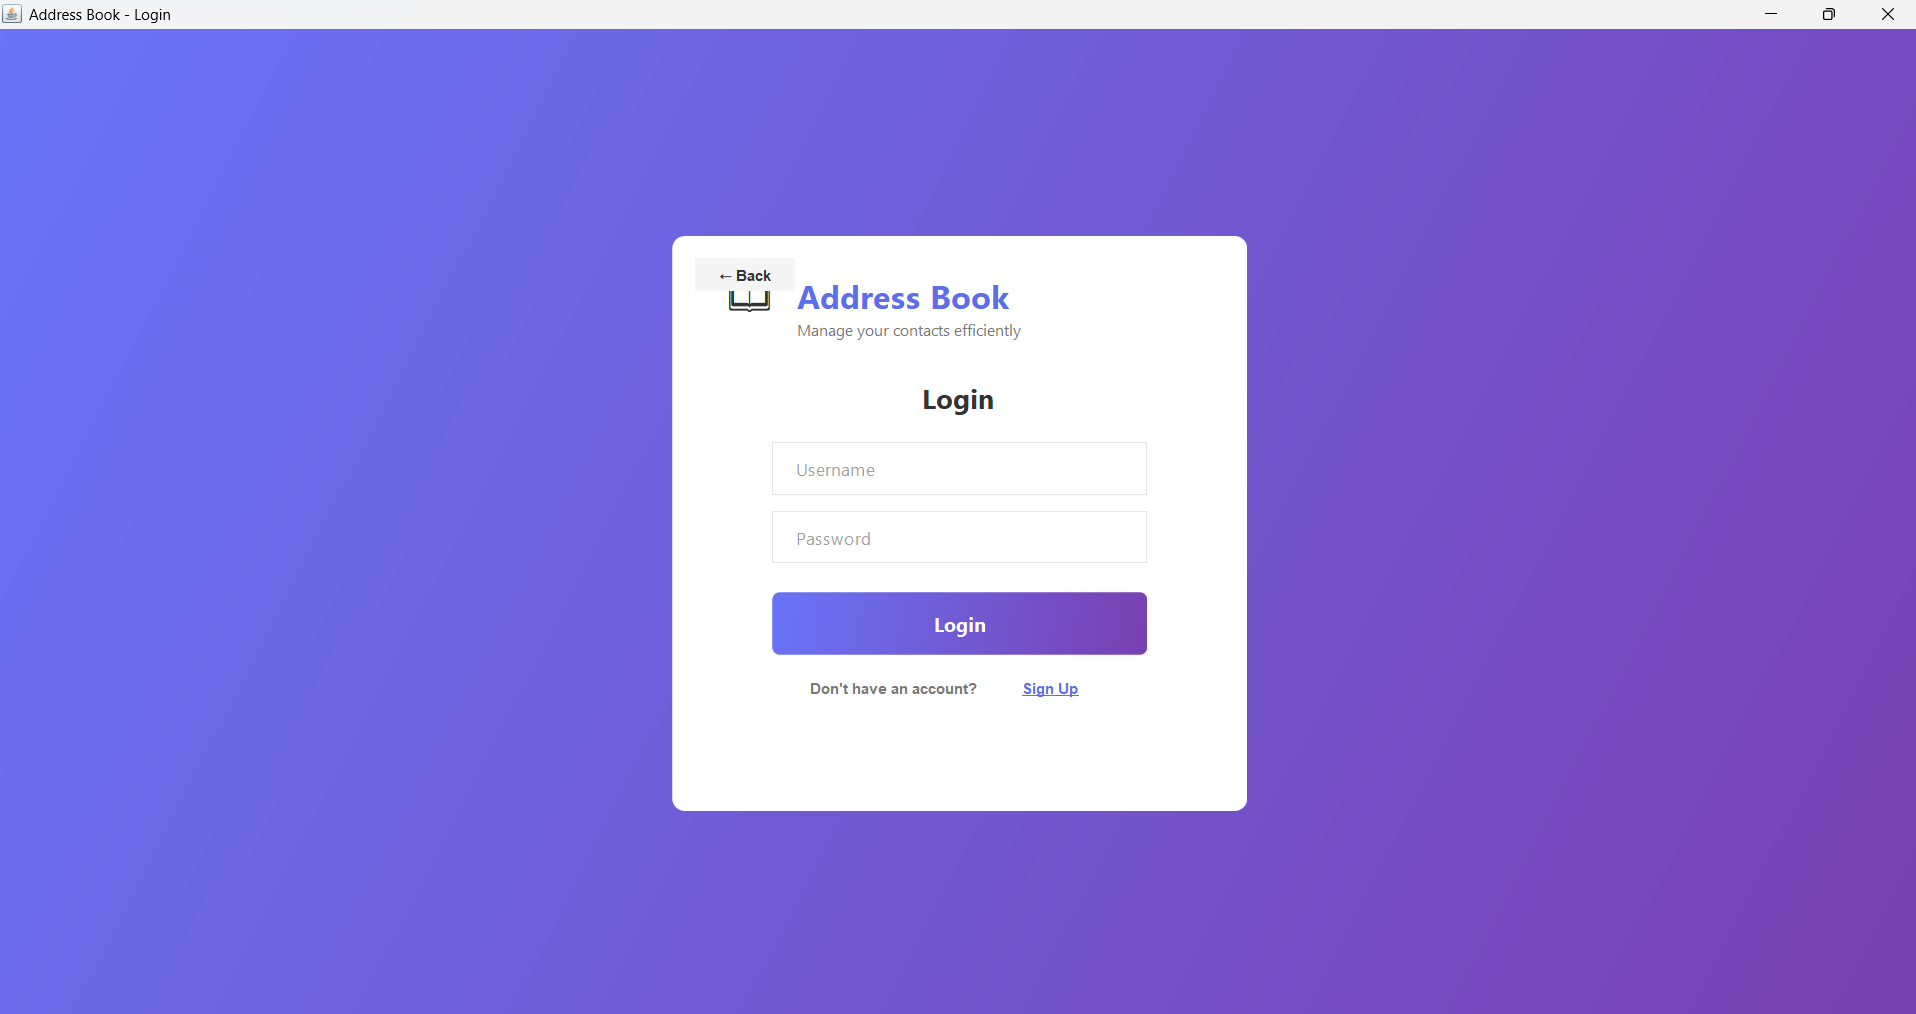 Address Book - Login
← Back
Address Book
Manage your contacts efficiently
Login
Username
Password
Login
Don't have an account? Sign Up